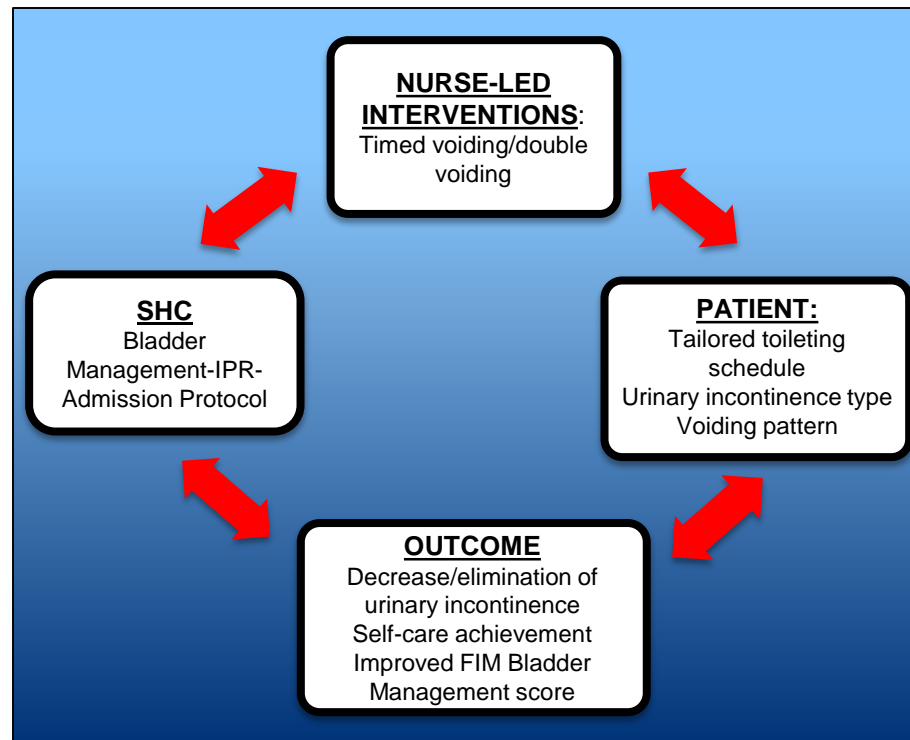 NURSE-LED
INTERVENTIONS:
Timed voiding/double
voiding
SHC
Bladder
Management-IPR-
Admission Protocol
PATIENT:
Tailored toileting
schedule
Urinary incontinence type
Voiding pattern
OUTCOME
Decrease/elimination of
urinary incontinence
Self-care achievement
Improved FIM Bladder
Management score